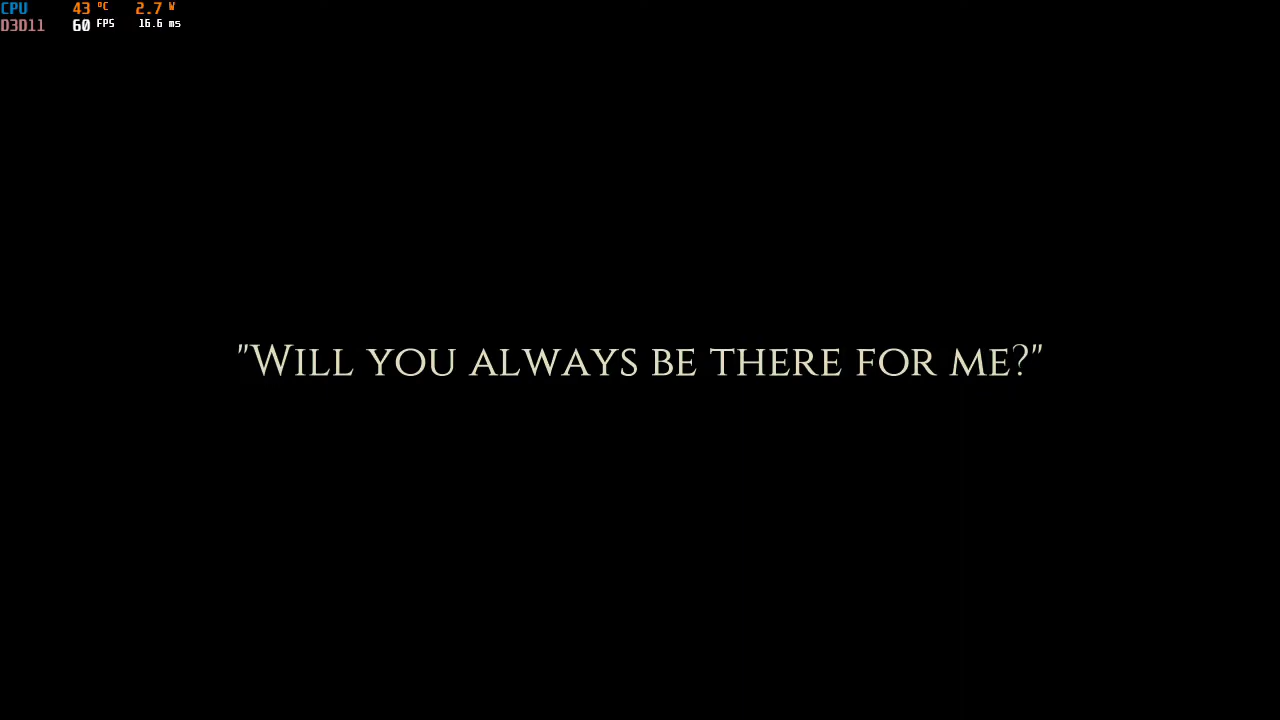 CPU 43 °C 2.7 W
D3D11 60 FPS 16.6 ms
"Will you always be there for me?"